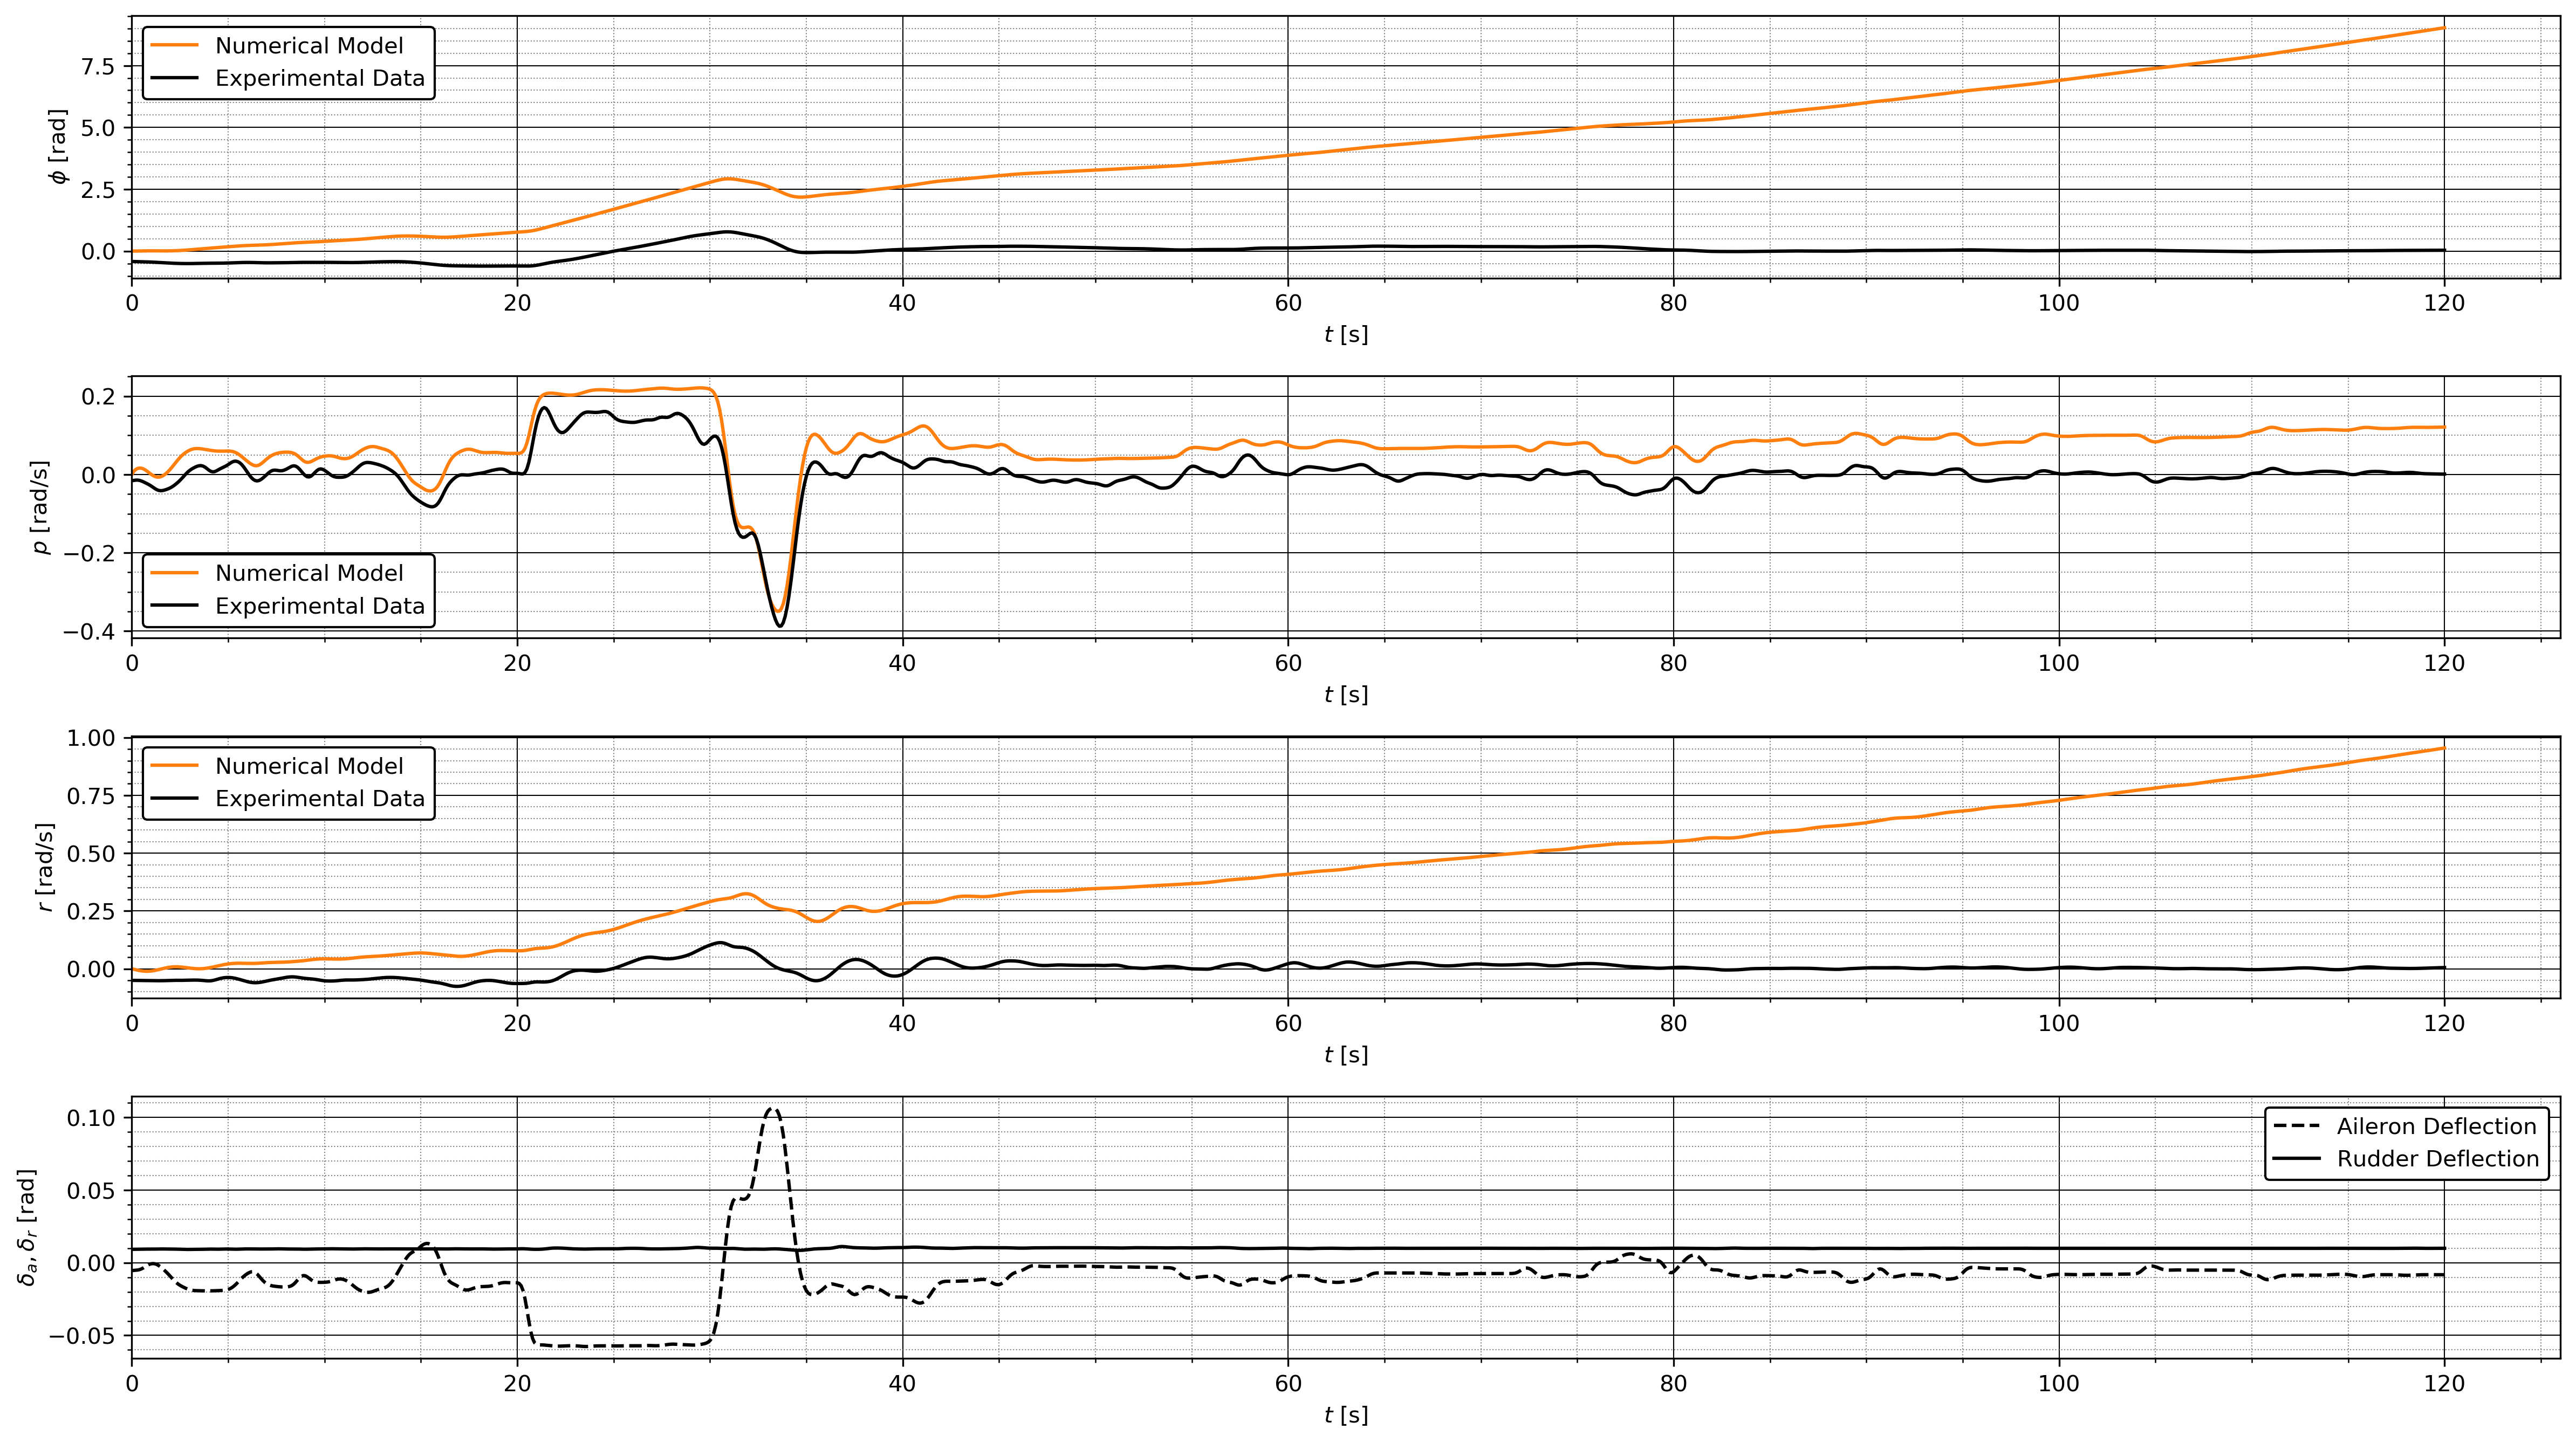 Numerical Model
Experimental Data
ϕ [rad]
7.5
5.0
2.5
0.0
0 20 40 60 80 100 120
t [s]
Numerical Model
Experimental Data
p [rad/s]
0.2
0.0
−0.2
−0.4
0 20 40 60 80 100 120
t [s]
Numerical Model
Experimental Data
r [rad/s]
1.00
0.75
0.50
0.25
0.00
0 20 40 60 80 100 120
t [s]
Aileron Deflection
Rudder Deflection
δa, δr [rad]
0.10
0.05
0.00
−0.05
0 20 40 60 80 100 120
t [s]